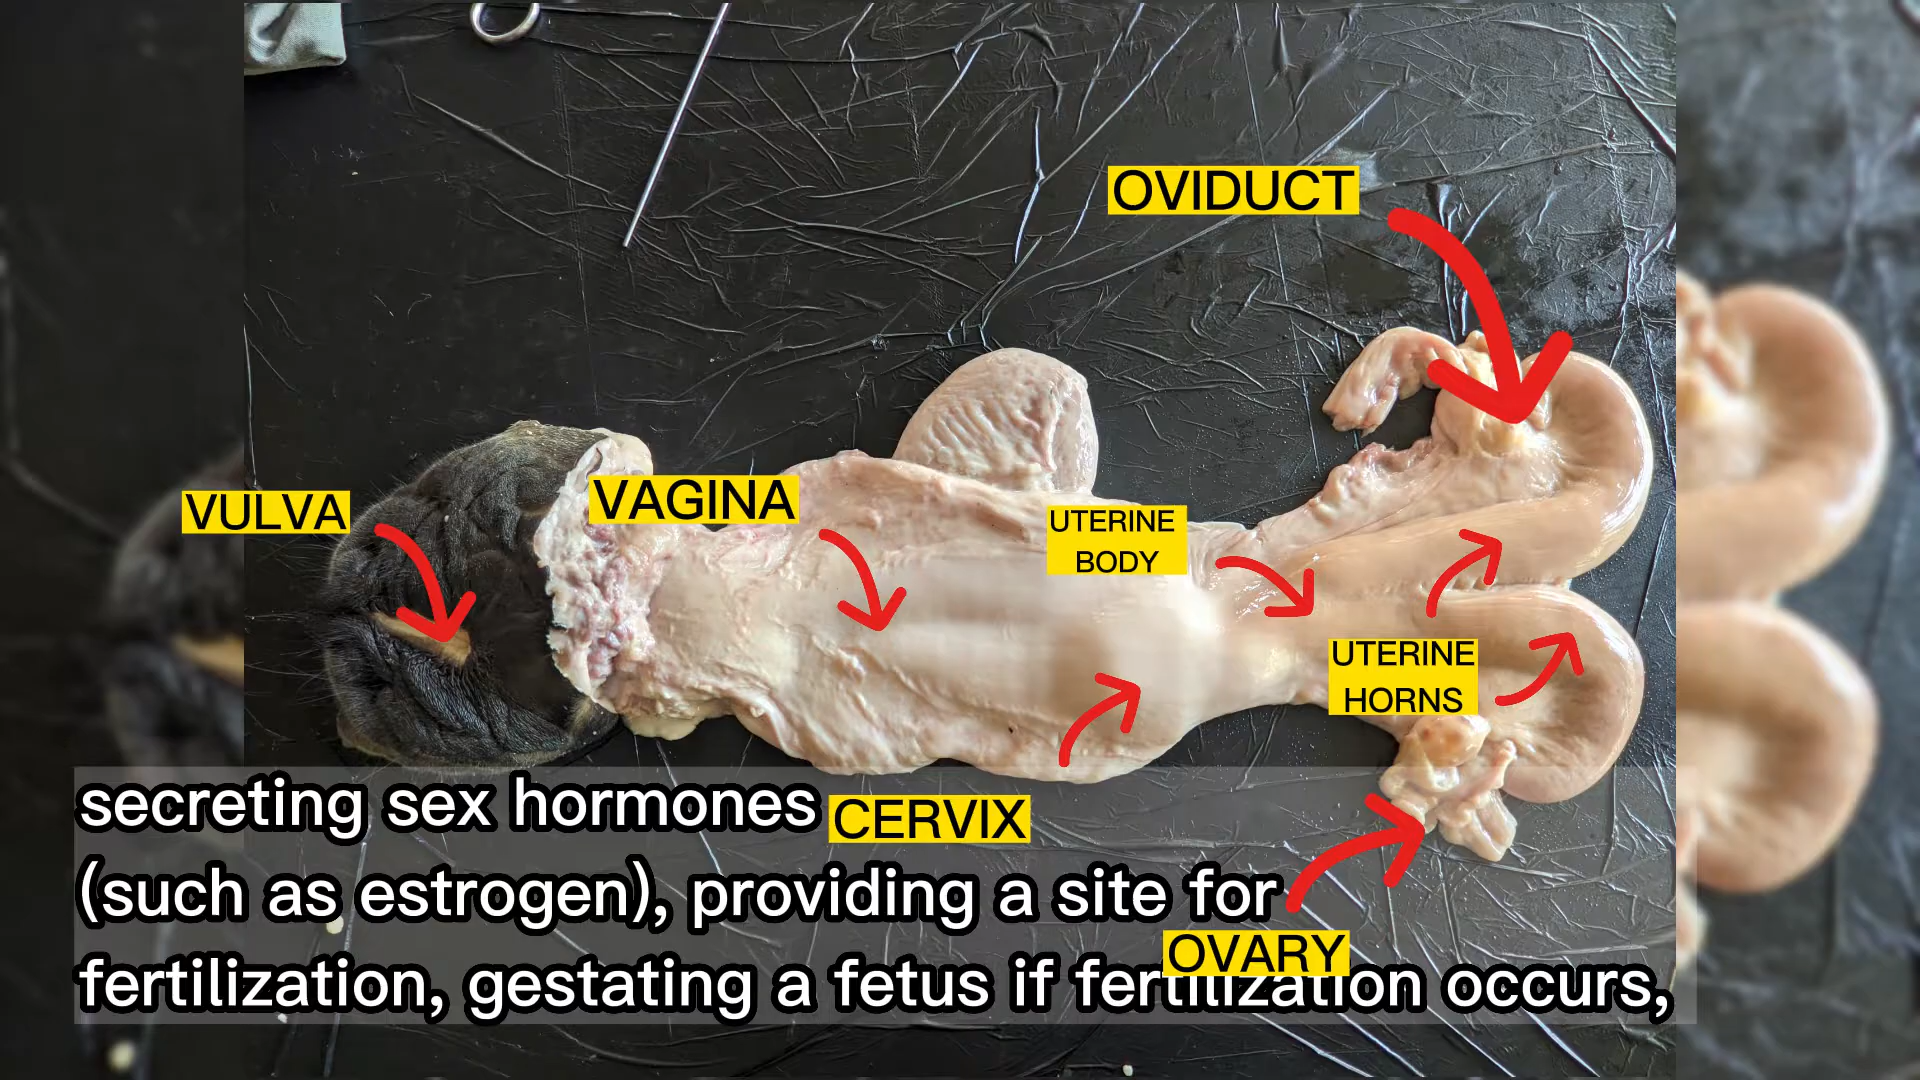 OVIDUCT
VULVA
VAGINA
UTERINE
BODY
UTERINE
HORNS
secreting sex hormones
CERVIX
(such as estrogen), providing a site for
OVARY
fertilization, gestating a fetus if fertilization occurs,